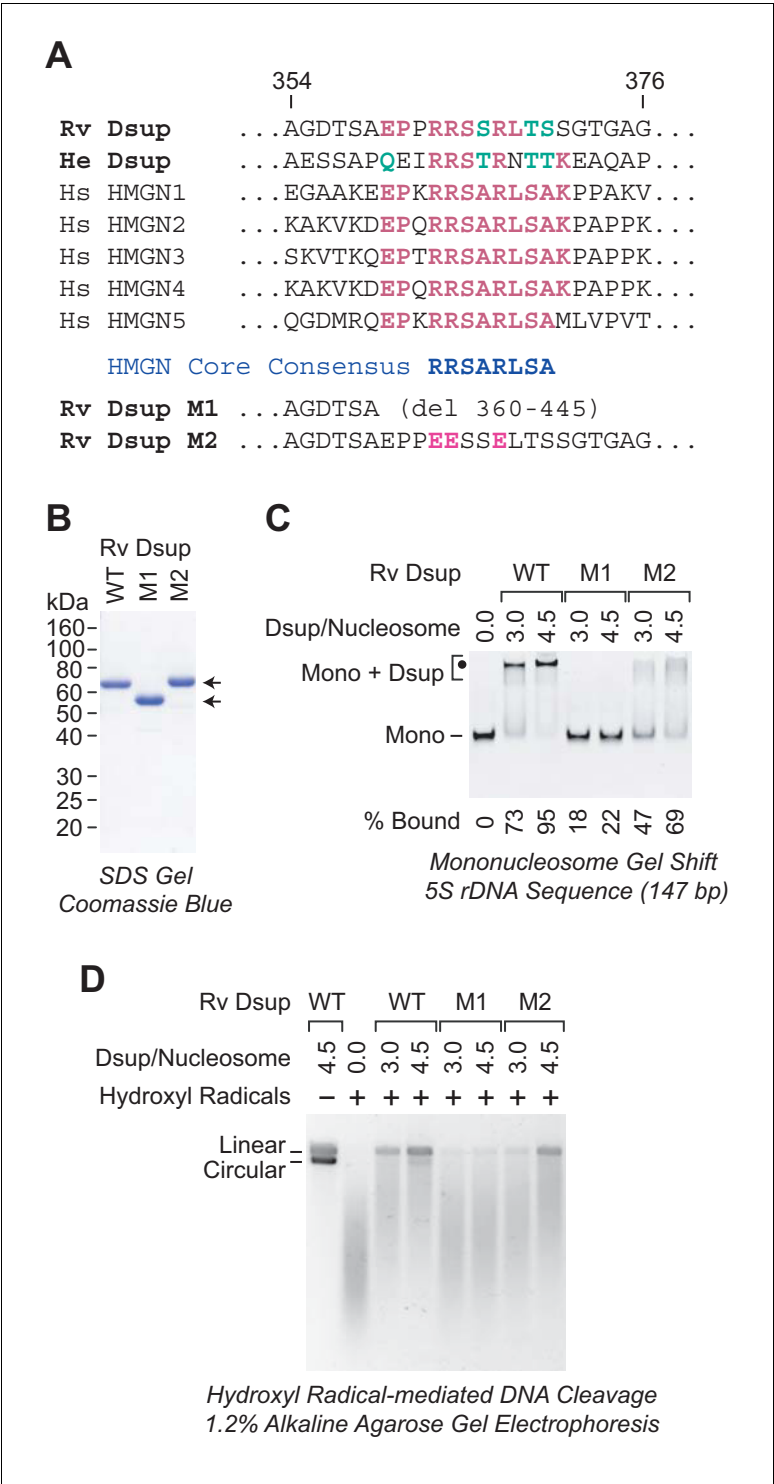 A
354 376
Rv Dsup ...AGDTSAEPPRRSSRLTSSGTGAG...
He Dsup ...AESSAPQEIRRSTRNTTKEAQAP...
Hs HMGN1 ...EGAAKEEPKRRSARLSAKPPAKV...
Hs HMGN2 ...KAKVKDEPQRRSARLSAKPAPPK...
Hs HMGN3 ...SKVTKQEPTRRSARLSAKPAPPK...
Hs HMGN4 ...KAKVKDEPQRRSARLSAKPAPPK...
Hs HMGN5 ...QGDMRQEPKRRSARLSAMLVPVT...
HMGN Core Consensus RRSARLSA
Rv Dsup M1 ...AGDTSA (del 360-445)
Rv Dsup M2 ...AGDTSAEPPEESSELTSSGTGAG...
B
Rv Dsup
WT M1 M2
kDa
160
100
80
60
50
40
30
25
20
SDS Gel
Coomassie Blue
C
Rv Dsup WT M1 M2
Dsup/Nucleosome 0.0 3.0 4.5 3.0 4.5 3.0 4.5
Mono + Dsup
Mono
% Bound 0 73 95 18 22 47 69
Mononucleosome Gel Shift
5S rDNA Sequence (147 bp)
D
Rv Dsup WT WT M1 M2
Dsup/Nucleosome 4.5 0.0 3.0 4.5 3.0 4.5 3.0 4.5
Hydroxyl Radicals − + + + + + + +
Linear
Circular
Hydroxyl Radical-mediated DNA Cleavage
1.2% Alkaline Agarose Gel Electrophoresis